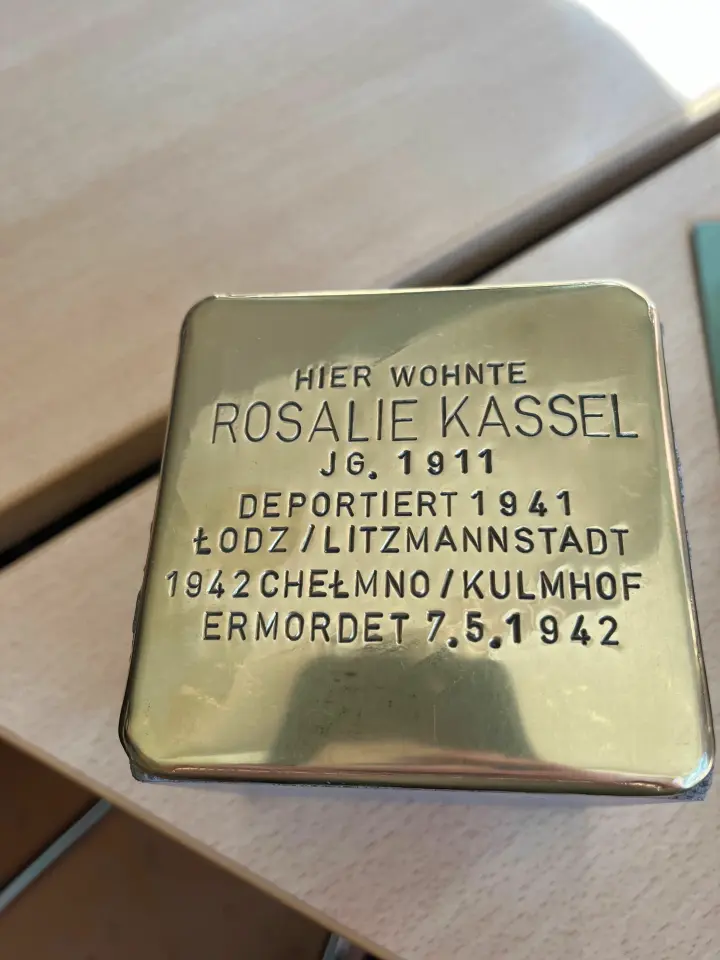 HIER WOHNTE
ROSALIE KASSEL
JG. 1911
DEPORTIERT 1941
ŁODZ / LITZMANNSTADT
1942 CHEŁMNO / KULMHOF
ERMORDET 7.5.1942